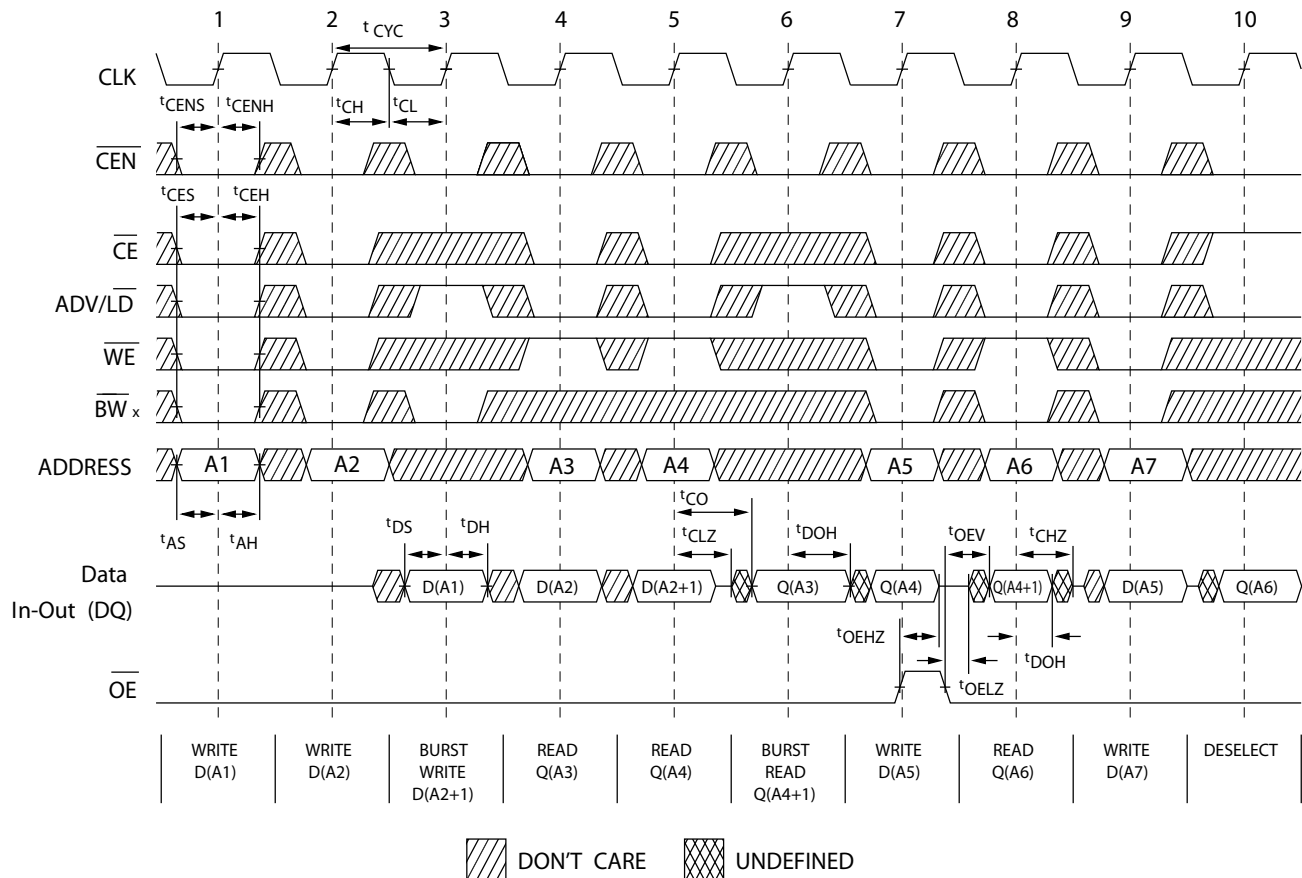 1 2 3 4 5 6 7 8 9 10
t CYC
CLK
tCENS tCENH tCH tCL
CEN
tCES tCEH
CE
ADV/LD
WE
BW x
ADDRESS A1 A2 A3 A4 A5 A6 A7
tCO
tDS tDH tCLZ tDOH tOEV tCHZ
tAS tAH
Data
In-Out (DQ)
D(A1) D(A2) D(A2+1) Q(A3) Q(A4) Q(A4+1) D(A5) Q(A6)
tOEHZ tDOH
tOELZ
OE
WRITE
D(A1)
WRITE
D(A2)
BURST
WRITE
D(A2+1)
READ
Q(A3)
READ
Q(A4)
BURST
READ
Q(A4+1)
WRITE
D(A5)
READ
Q(A6)
WRITE
D(A7)
DESELECT
DON'T CARE UNDEFINED